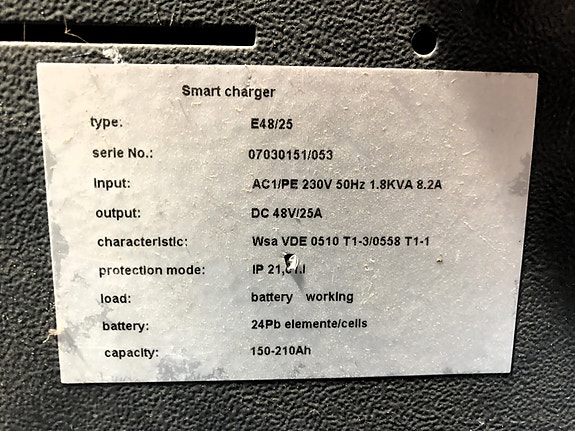 Smart charger
type: E48/25
serie No.: 07030151/053
input: AC1/PE 230V 50Hz 1.8KVA 8.2A
output: DC 48V/25A
characteristic: Wsa VDE 0510 T1-3/0558 T1-1
protection mode: IP
load: battery working
battery: 24Pb elemente/cells
capacity: 150-210Ah